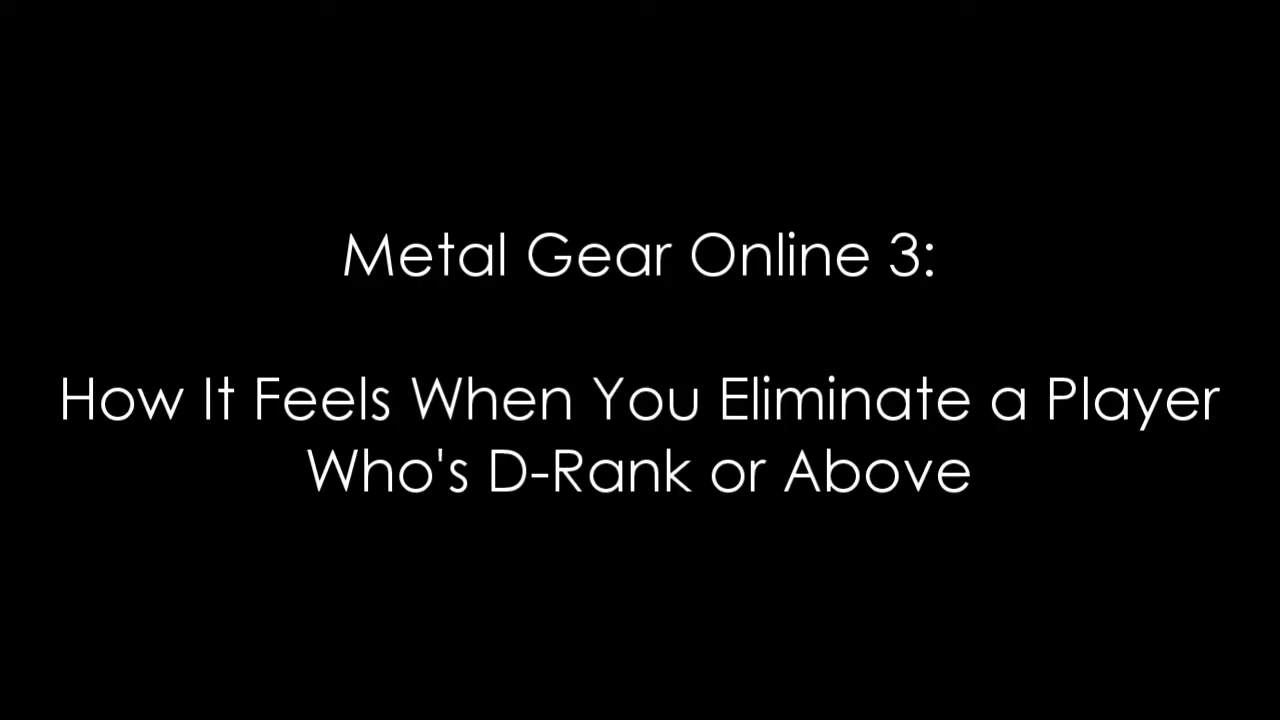 Metal Gear Online 3:
How It Feels When You Eliminate a Player
Who's D-Rank or Above